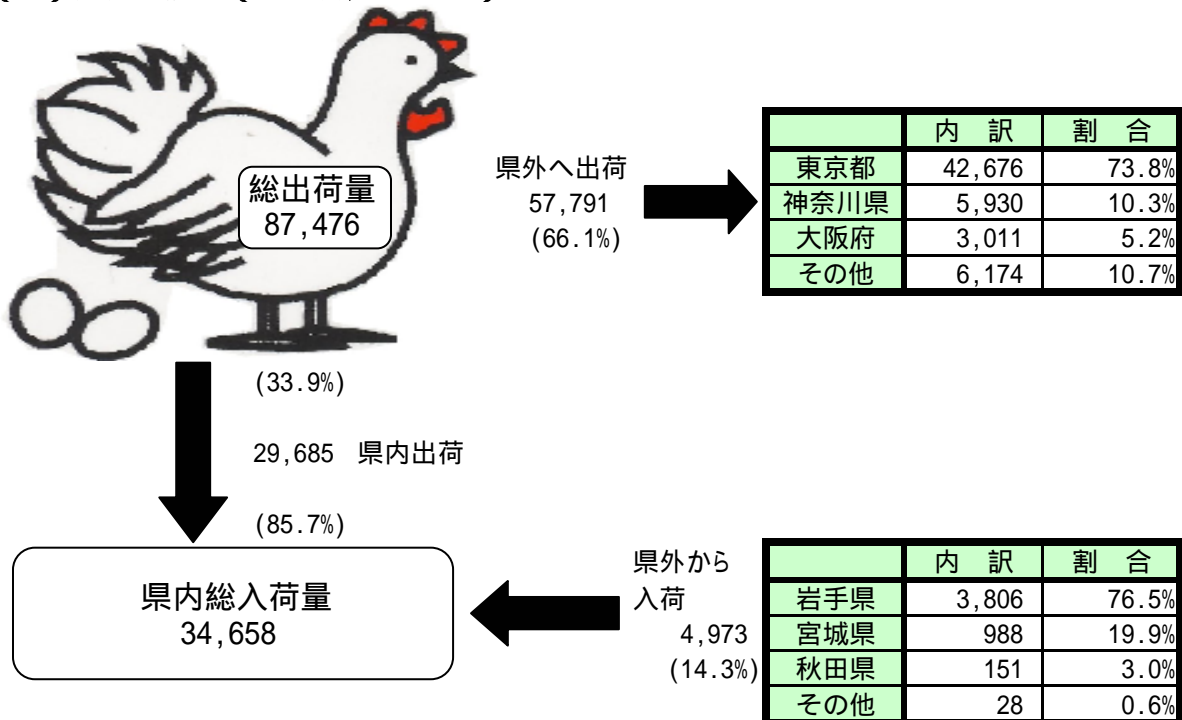 総出荷量
87,476
県外へ出荷
57,791
(66.1%)
内 訳 割 合
東京都 42,676 73.8%
神奈川県 5,930 10.3%
大阪府 3,011 5.2%
その他 6,174 10.7%
(33.9%)
29,685 県内出荷
(85.7%)
県内総入荷量
34,658
県外から
入荷
4,973
(14.3%)
内 訳 割 合
岩手県 3,806 76.5%
宮城県 988 19.9%
秋田県 151 3.0%
その他 28 0.6%